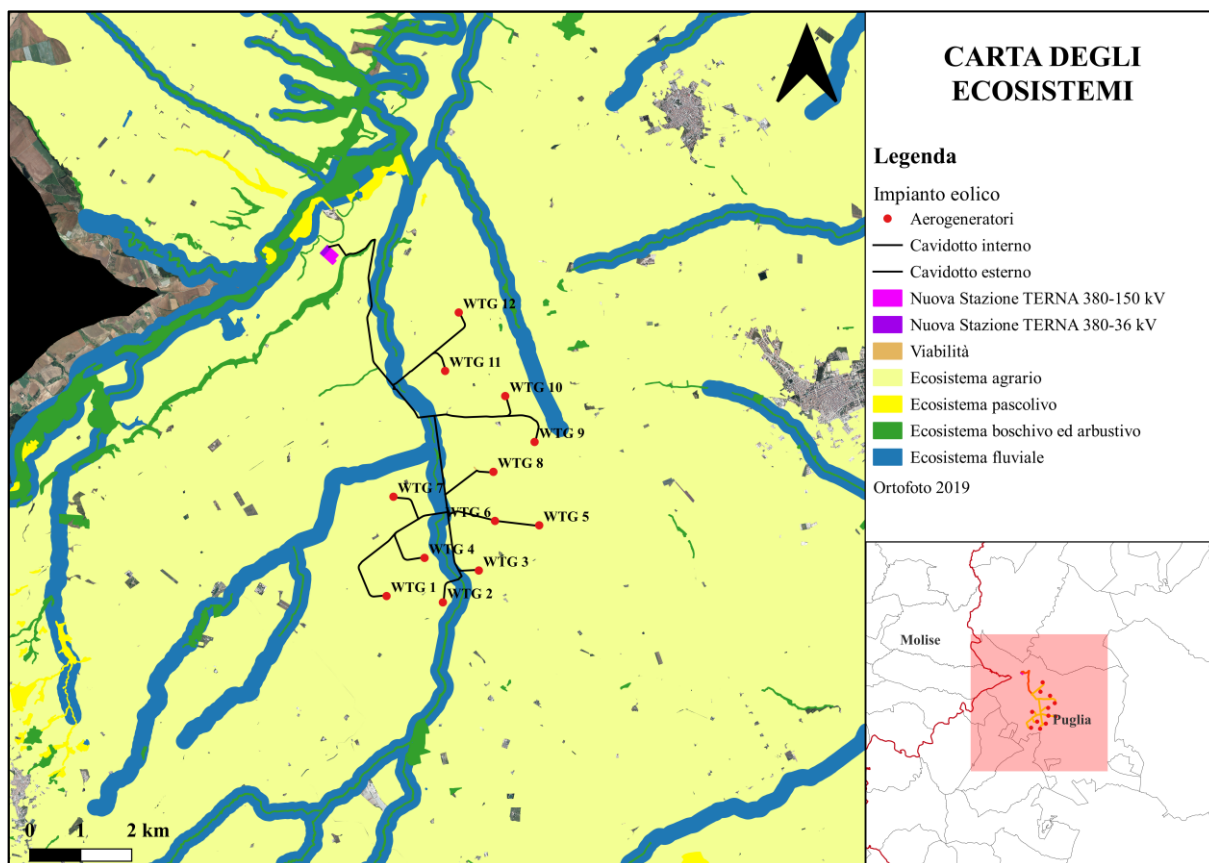 CARTA DEGLI
ECOSISTEMI
Legenda
Impianto eolico
Aerogeneratori
Cavidotto interno
Cavidotto esterno
Nuova Stazione TERNA 380-150 kV
Nuova Stazione TERNA 380-36 kV
Viabilità
Ecosistema agrario
Ecosistema pascolivo
Ecosistema boschivo ed arbustivo
Ecosistema fluviale
Ortofoto 2019
WTG 12
WTG 11
WTG 10
WTG 9
WTG 8
WTG 7
WTG 6
WTG 5
WTG 4
WTG 3
WTG 1
WTG 2
0 1 2 km
Molise
Puglia